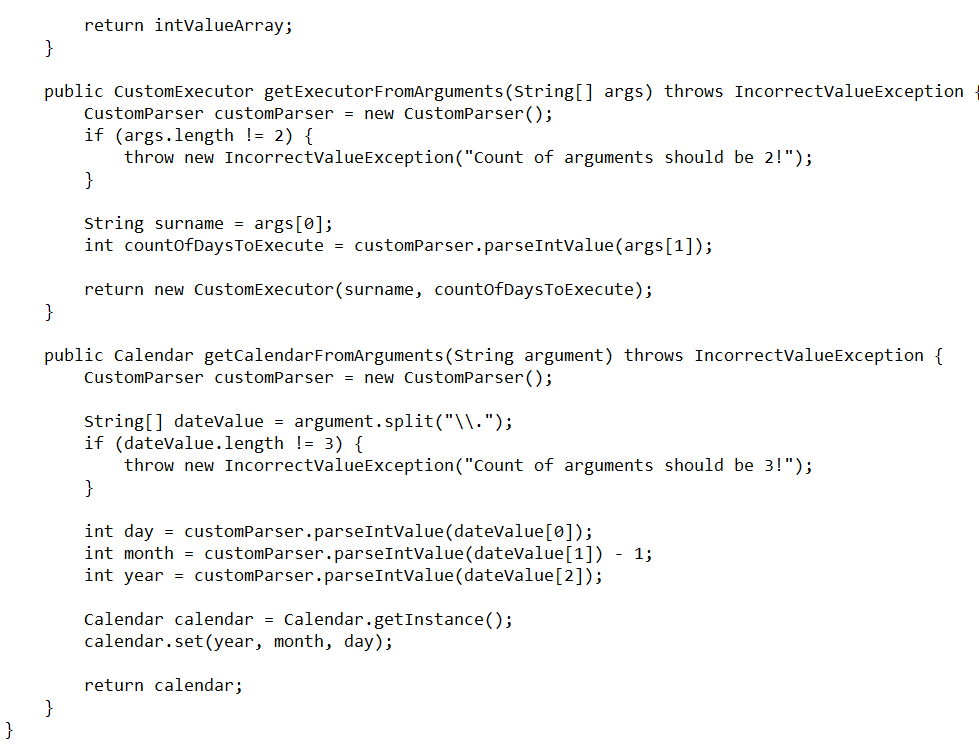 return intValueArray;
    }

    public CustomExecutor getExecutorFromArguments(String[] args) throws IncorrectValueException {
        CustomParser customParser = new CustomParser();
        if (args.length != 2) {
            throw new IncorrectValueException("Count of arguments should be 2!");
        }

        String surname = args[0];
        int countOfDaysToExecute = customParser.parseIntValue(args[1]);

        return new CustomExecutor(surname, countOfDaysToExecute);
    }

    public Calendar getCalendarFromArguments(String argument) throws IncorrectValueException {
        CustomParser customParser = new CustomParser();

        String[] dateValue = argument.split("\\.");
        if (dateValue.length != 3) {
            throw new IncorrectValueException("Count of arguments should be 3!");
        }

        int day = customParser.parseIntValue(dateValue[0]);
        int month = customParser.parseIntValue(dateValue[1]) - 1;
        int year = customParser.parseIntValue(dateValue[2]);

        Calendar calendar = Calendar.getInstance();
        calendar.set(year, month, day);

        return calendar;
    }
}